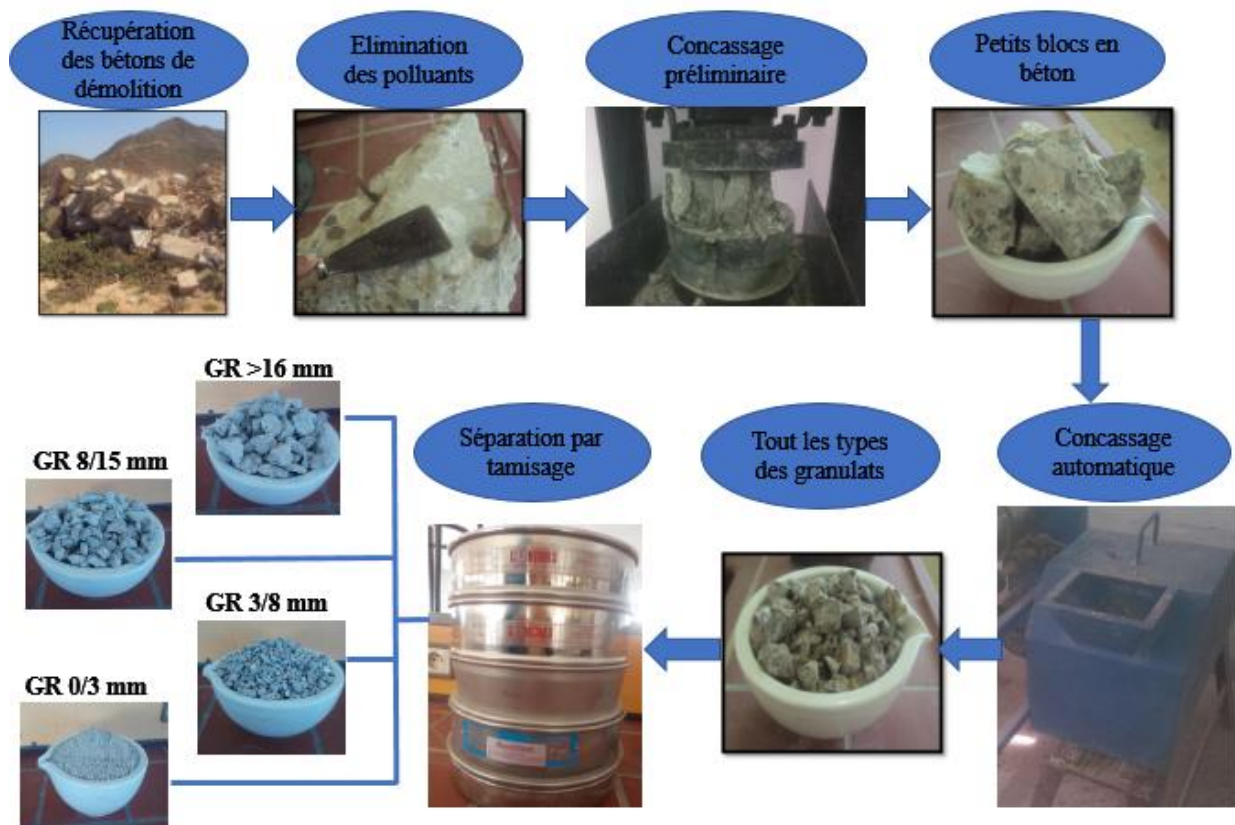 Récupération
des bétons de
démolition
Elimination
des polluants
Concassage
préliminaire
Petits blocs en
béton
GR >16 mm
GR 8/15 mm
GR 3/8 mm
GR 0/3 mm
Séparation par
tamisage
Tout les types
des granulats
Concassage
automatique